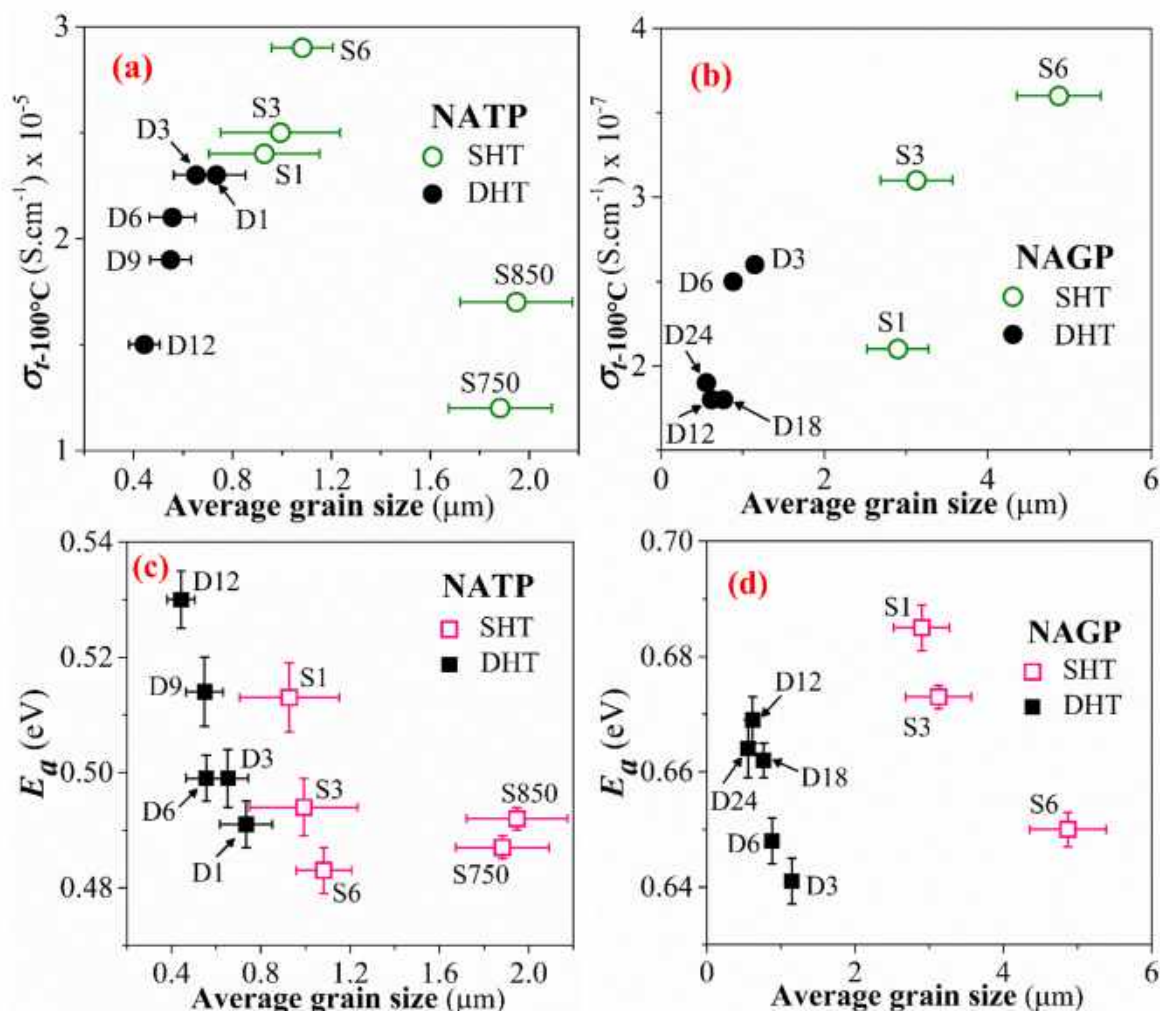 (a)
3
2
1
σt-100°C (S.cm⁻¹) x 10⁻⁵
S6
S3
S1
D3
D1
D6
D9
D12
S850
S750
NATP
SHT
DHT
0.4 0.8 1.2 1.6 2.0
Average grain size (µm)
(b)
4
3
2
σt-100°C (S.cm⁻¹) x 10⁻⁷
S6
S3
D3
D6
S1
D24
D12
D18
NAGP
SHT
DHT
0 2 4 6
Average grain size (µm)
(c)
0.54
0.52
0.50
0.48
Ea (eV)
D12
D9
S1
D3
D6
S3
D1
S6
S850
S750
NATP
SHT
DHT
0.4 0.8 1.2 1.6 2.0
Average grain size (µm)
(d)
0.70
0.68
0.66
0.64
Ea (eV)
S1
D12
S3
D18
D24
D6
D3
S6
NAGP
SHT
DHT
0 2 4 6
Average grain size (µm)